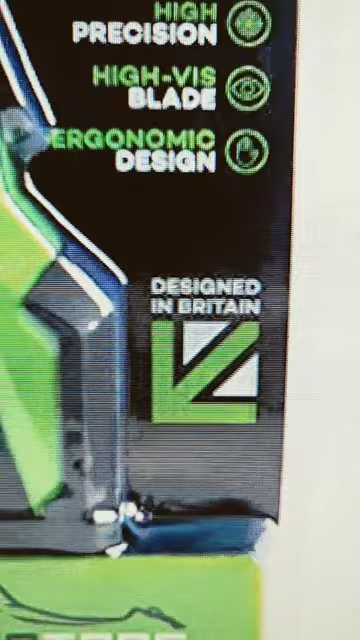 HIGH
PRECISION
HIGH-VIS
BLADE
ERGONOMIC
DESIGN
DESIGNED
IN BRITAIN